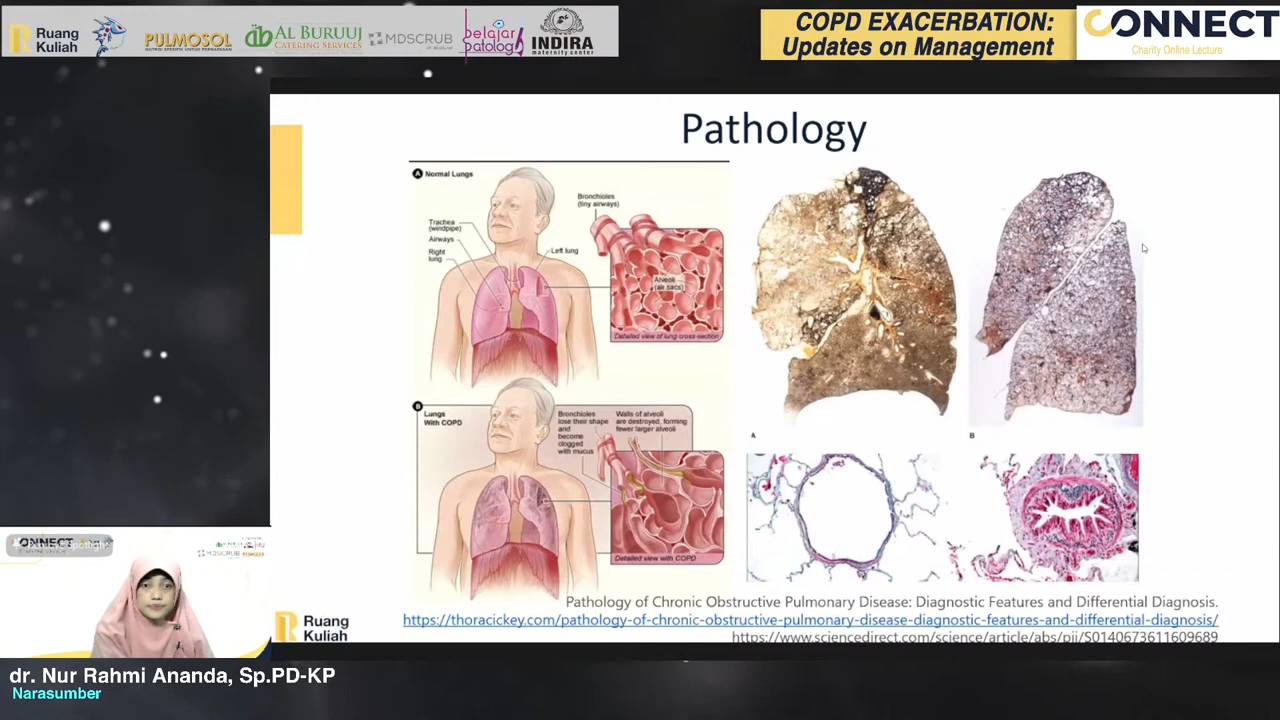 Ruang
Kuliah
PULMOSOL
NUTRISI SPESIFIK UNTUK PERNAPASAN
AL BURUUJ
CATERING SERVICES
MDSCRUB
belajar
patologi
INDIRA
maternity center
COPD EXACERBATION:
Updates on Management
CONNECT
Charity Online Lecture
Pathology
A Normal Lungs
Trachea
(windpipe)
Airways
Right
lung
Left lung
Bronchioles
(tiny airways)
Alveoli
(air sacs)
Detailed view of lung cross-section
B Lungs
With COPD
Bronchioles
lose their shape
and
become
clogged
with mucus
Walls of alveoli
are destroyed, forming
fewer larger alveoli
Detailed view with COPD
A
B
Pathology of Chronic Obstructive Pulmonary Disease: Diagnostic Features and Differential Diagnosis.
https://thoracickey.com/pathology-of-chronic-obstructive-pulmonary-disease-diagnostic-features-and-differential-diagnosis/
https://www.sciencedirect.com/science/article/abs/pii/S0140673611609689
Ruang
Kuliah
CONNECT
MDSCRUB
dr. Nur Rahmi Ananda, Sp.PD-KP
Narasumber